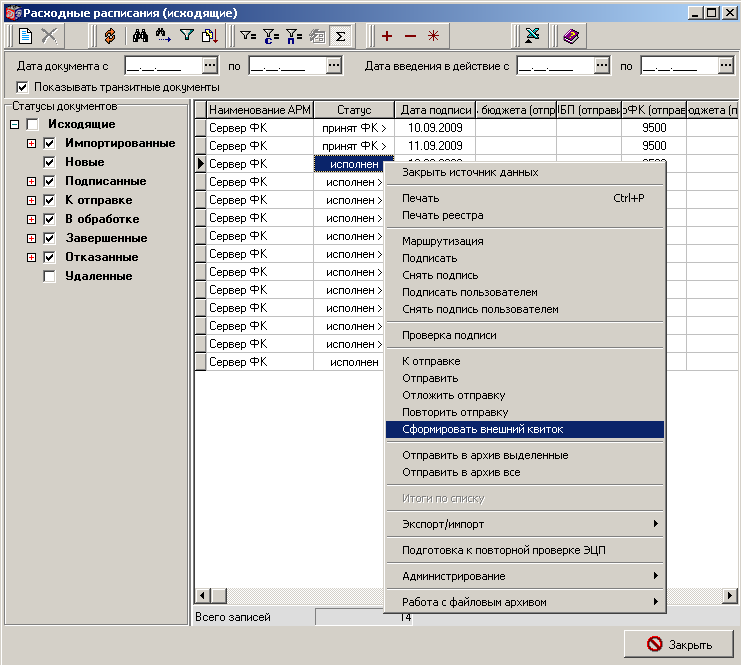 Расходные расписания (исходящие)
Дата документа с __.__.____ ... по __.__.____ ... Дата введения в действие с __.__.____ ... по __.__.____ ...
Показывать транзитные документы
Статусы документов
Исходящие
Импортированные
Новые
Подписанные
К отправке
В обработке
Завершенные
Отказанные
Удаленные
Наименование АРМ Статус Дата подписи бюджета (отпр БП (отправи ФК (отправ юджета (п
Сервер ФК принят ФК > 10.09.2009 9500
Сервер ФК принят ФК > 11.09.2009 9500
Сервер ФК исполнен
Сервер ФК исполнен >
Сервер ФК исполнен >
Сервер ФК исполнен >
Сервер ФК исполнен >
Сервер ФК исполнен >
Сервер ФК исполнен >
Сервер ФК исполнен >
Сервер ФК исполнен >
Сервер ФК исполнен >
Сервер ФК исполнен >
Сервер ФК исполнен
Закрыть источник данных
Печать Ctrl+P
Печать реестра
Маршрутизация
Подписать
Снять подпись
Подписать пользователем
Снять подпись пользователем
Проверка подписи
К отправке
Отправить
Отложить отправку
Повторить отправку
Сформировать внешний квиток
Отправить в архив выделенные
Отправить в архив все
Итоги по списку
Экспорт/импорт
Подготовка к повторной проверке ЭЦП
Администрирование
Работа с файловым архивом
Всего записей 14
Закрыть